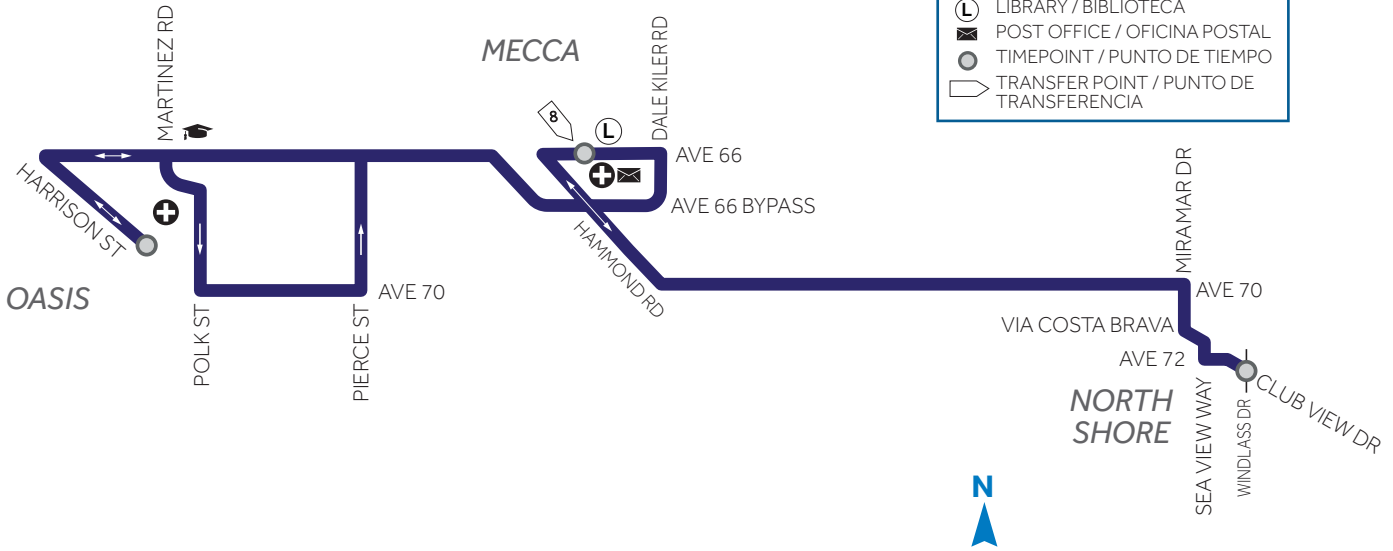 L LIBRARY / BIBLIOTECA
POST OFFICE / OFICINA POSTAL
TIMEPOINT / PUNTO DE TIEMPO
TRANSFER POINT / PUNTO DE
TRANSFERENCIA
MARTINEZ RD
MECCA
DALE KILER RD
8
L
AVE 66
AVE 66 BYPASS
HARRISON ST
HAMMOND RD
MIRAMAR DR
OASIS
AVE 70
AVE 70
POLK ST
PIERCE ST
VIA COSTA BRAVA
AVE 72
NORTH
SHORE
SEA VIEW WAY
WINDLASS DR
CLUB VIEW DR
N